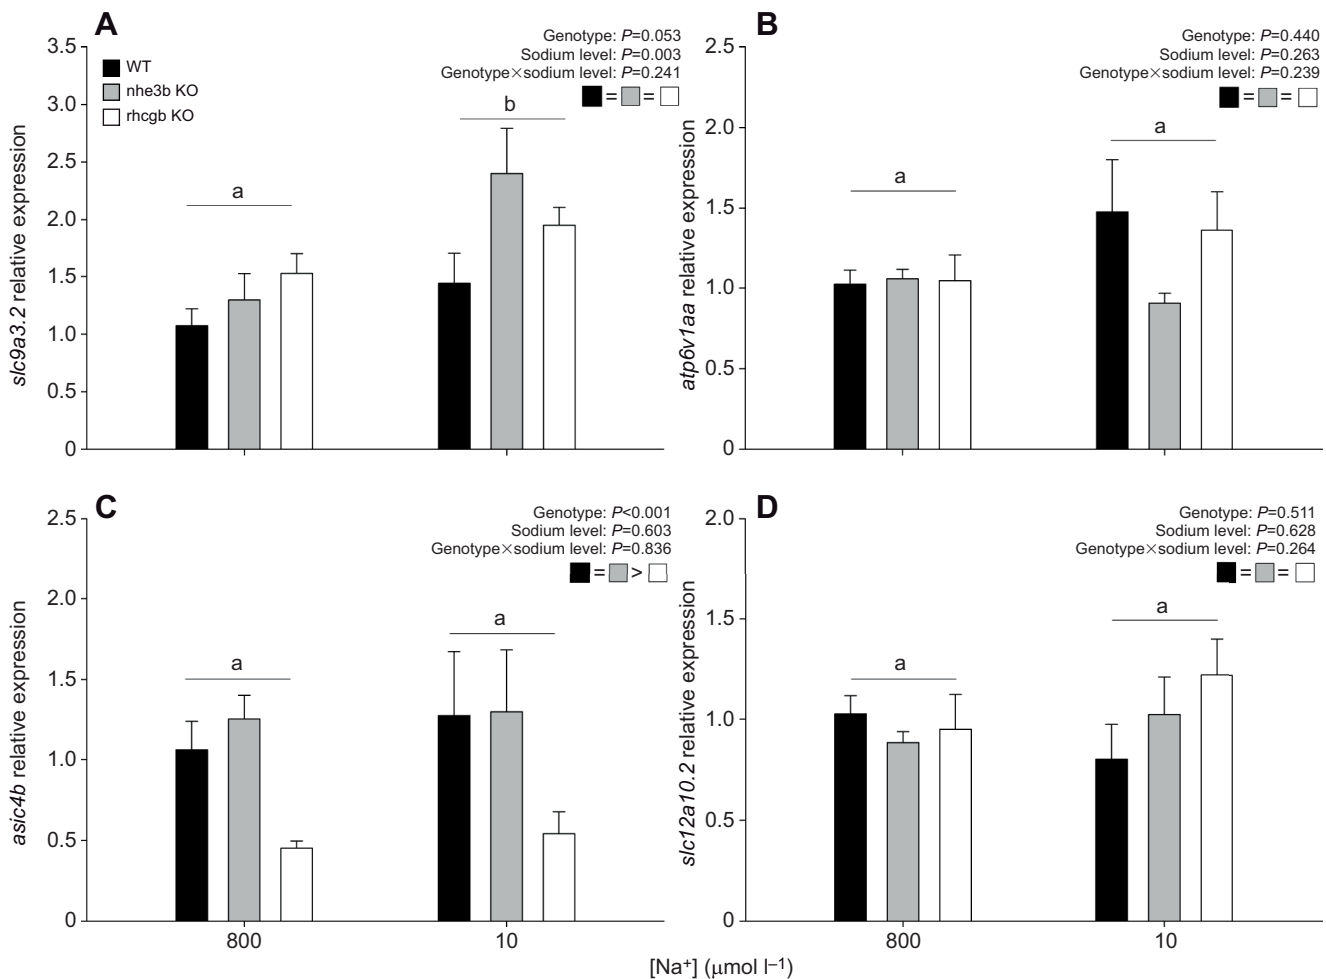 A
Genotype: P=0.053
Sodium level: P=0.003
Genotype×sodium level: P=0.241
= =
WT
nhe3b KO
rhcgb KO
3.5
3.0
2.5
2.0
1.5
1.0
0.5
0
slc9a3.2 relative expression
a
b
B
Genotype: P=0.440
Sodium level: P=0.263
Genotype×sodium level: P=0.239
= =
2.5
2.0
1.5
1.0
0.5
0
atp6v1aa relative expression
a
a
C
Genotype: P<0.001
Sodium level: P=0.603
Genotype×sodium level: P=0.836
= >
2.5
2.0
1.5
1.0
0.5
0
asic4b relative expression
a
a
800
10
D
Genotype: P=0.511
Sodium level: P=0.628
Genotype×sodium level: P=0.264
= =
2.0
1.5
1.0
0.5
0
slc12a10.2 relative expression
a
a
800
10
[Na⁺] (μmol l⁻¹)